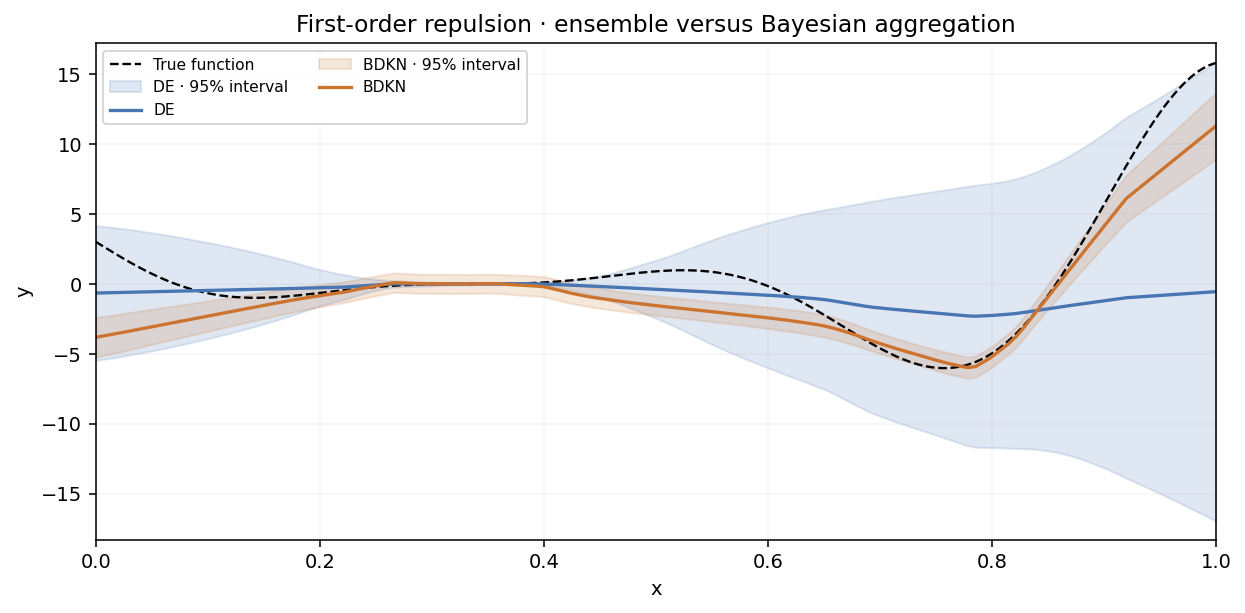 First-order repulsion · ensemble versus Bayesian aggregation
True function
DE · 95% interval
DE
BDKN · 95% interval
BDKN
y
15
10
5
0
−5
−10
−15
0.0
0.2
0.4
0.6
0.8
1.0
x